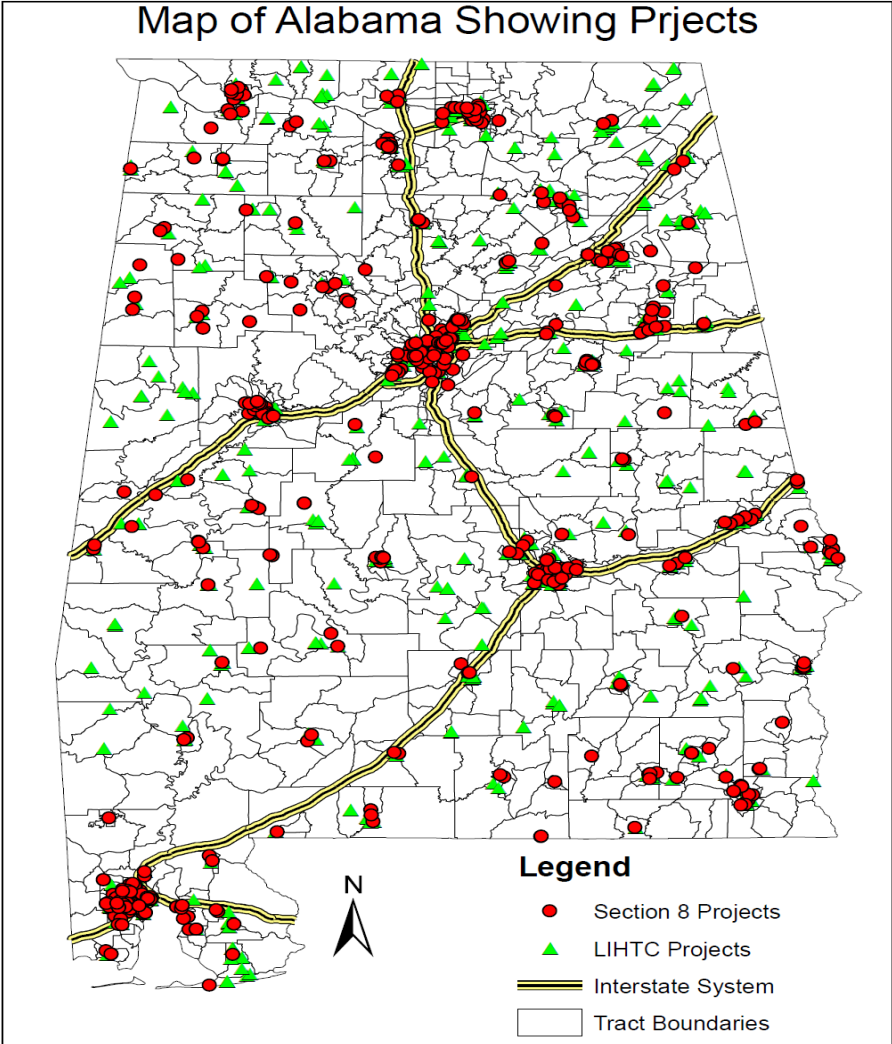 Map of Alabama Showing Prjects
N
Legend
Section 8 Projects
LIHTC Projects
Interstate System
Tract Boundaries